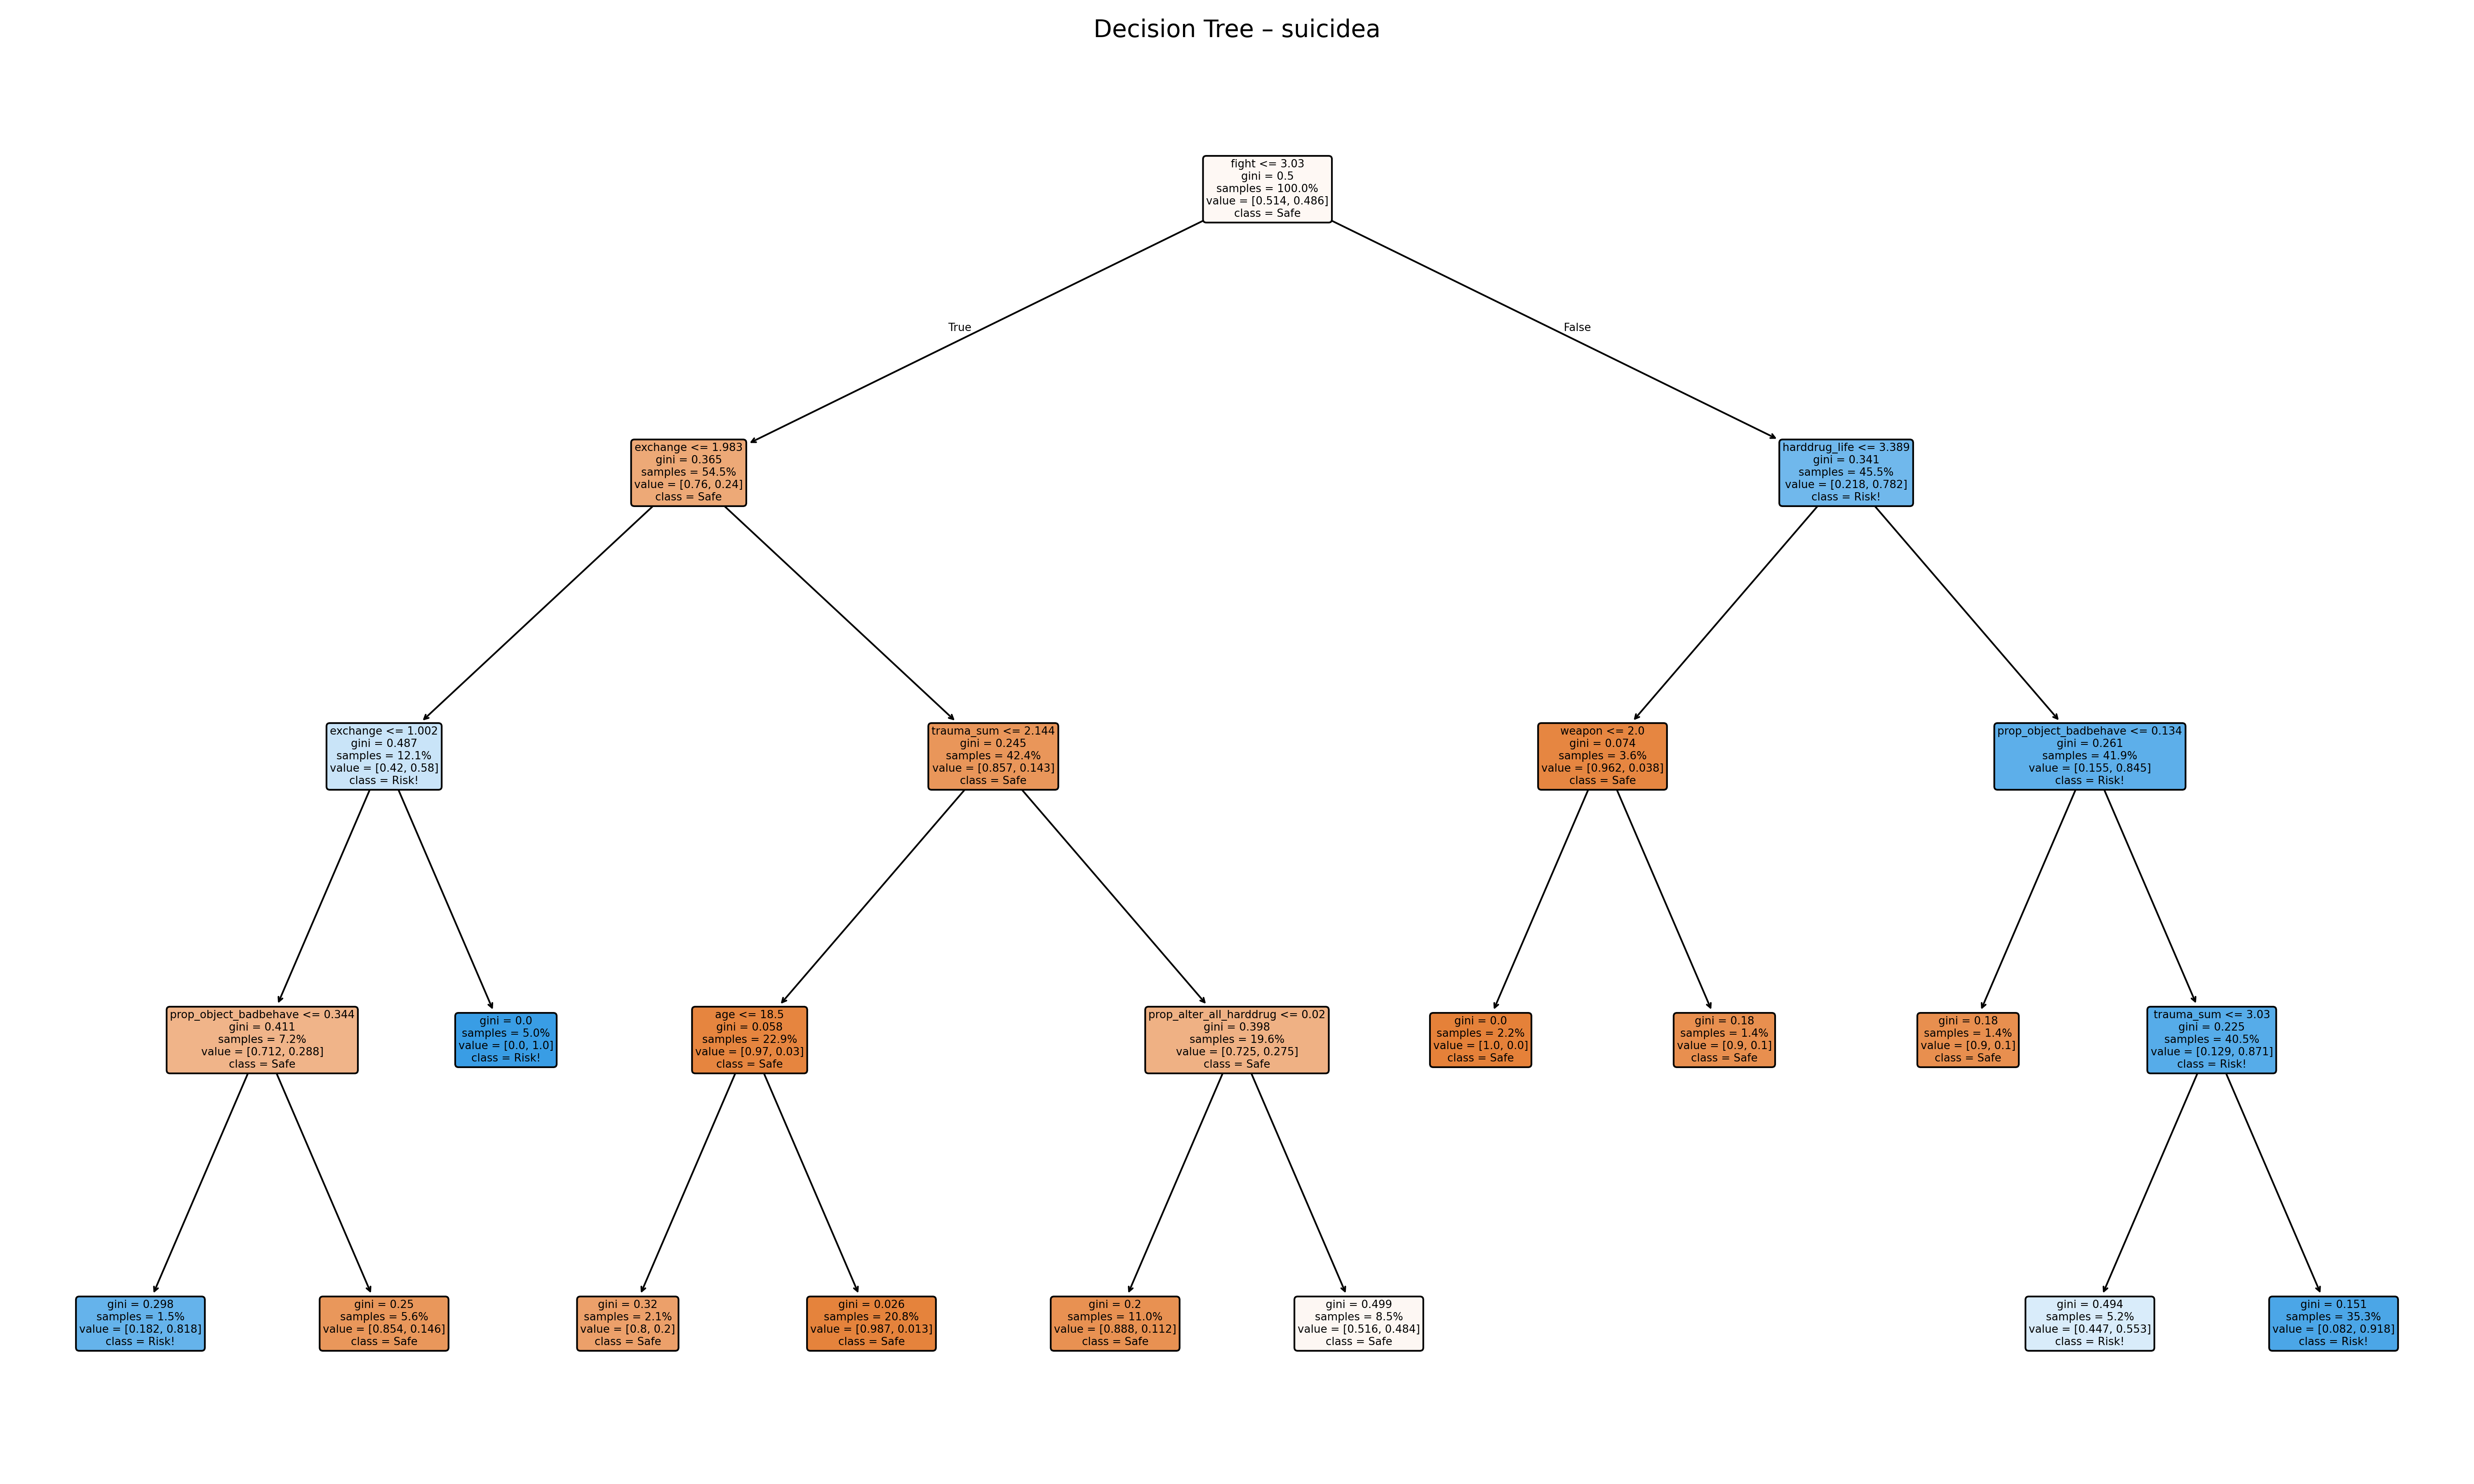 Decision Tree – suicidea
fight <= 3.03
gini = 0.5
samples = 100.0%
value = [0.514, 0.486]
class = Safe
True
False
exchange <= 1.983
gini = 0.365
samples = 54.5%
value = [0.76, 0.24]
class = Safe
harddrug_life <= 3.389
gini = 0.341
samples = 45.5%
value = [0.218, 0.782]
class = Risk!
exchange <= 1.002
gini = 0.487
samples = 12.1%
value = [0.42, 0.58]
class = Risk!
trauma_sum <= 2.144
gini = 0.245
samples = 42.4%
value = [0.857, 0.143]
class = Safe
weapon <= 2.0
gini = 0.074
samples = 3.6%
value = [0.962, 0.038]
class = Safe
prop_object_badbehave <= 0.134
gini = 0.261
samples = 41.9%
value = [0.155, 0.845]
class = Risk!
prop_object_badbehave <= 0.344
gini = 0.411
samples = 7.2%
value = [0.712, 0.288]
class = Safe
gini = 0.0
samples = 5.0%
value = [0.0, 1.0]
class = Risk!
age <= 18.5
gini = 0.058
samples = 22.9%
value = [0.97, 0.03]
class = Safe
prop_alter_all_harddrug <= 0.02
gini = 0.398
samples = 19.6%
value = [0.725, 0.275]
class = Safe
gini = 0.0
samples = 2.2%
value = [1.0, 0.0]
class = Safe
gini = 0.18
samples = 1.4%
value = [0.9, 0.1]
class = Safe
gini = 0.18
samples = 1.4%
value = [0.9, 0.1]
class = Safe
trauma_sum <= 3.03
gini = 0.225
samples = 40.5%
value = [0.129, 0.871]
class = Risk!
gini = 0.298
samples = 1.5%
value = [0.182, 0.818]
class = Risk!
gini = 0.25
samples = 5.6%
value = [0.854, 0.146]
class = Safe
gini = 0.32
samples = 2.1%
value = [0.8, 0.2]
class = Safe
gini = 0.026
samples = 20.8%
value = [0.987, 0.013]
class = Safe
gini = 0.2
samples = 11.0%
value = [0.888, 0.112]
class = Safe
gini = 0.499
samples = 8.5%
value = [0.516, 0.484]
class = Safe
gini = 0.494
samples = 5.2%
value = [0.447, 0.553]
class = Risk!
gini = 0.151
samples = 35.3%
value = [0.082, 0.918]
class = Risk!